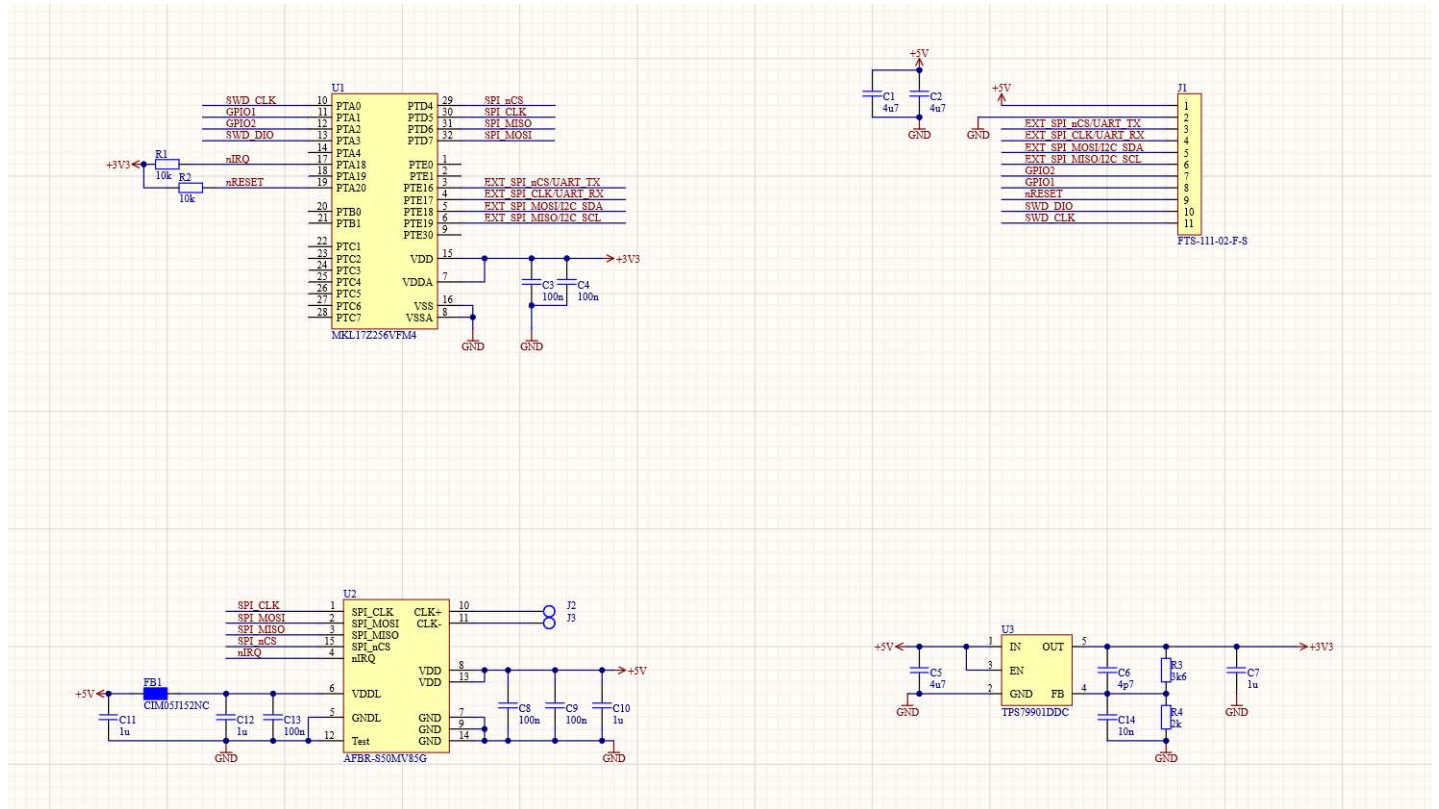 U1
SWD_CLK 10 PTA0 PTD4 29 SPI_nCS
GPIO1 11 PTA1 PTD5 30 SPI_CLK
GPIO2 12 PTA2 PTD6 31 SPI_MISO
SWD_DIO 13 PTA3 PTD7 32 SPI_MOSI
14 PTA4
+3V3 R1 10k nIRQ 17 PTA18 PTE0 1
18 PTA19 PTE1 2
R2 10k nRESET 19 PTA20 PTE16 3 EXT_SPI_nCS/UART_TX
PTE17 4 EXT_SPI_CLK/UART_RX
20 PTB0 PTE18 5 EXT_SPI_MOSI/I2C_SDA
21 PTB1 PTE19 6 EXT_SPI_MISO/I2C_SCL
PTE30 9
22 PTC1
23 PTC2 VDD 15 +3V3
24 PTC3
25 PTC4 VDDA 7 C3 100n C4 100n
26 PTC5
27 PTC6 VSS 16
28 PTC7 VSSA 8
MKL17Z256VFM4
GND GND
+5V
C1 4u7 C2 4u7
GND
+5V J1
1
GND 2
EXT_SPI_nCS/UART_TX 3
EXT_SPI_CLK/UART_RX 4
EXT_SPI_MOSI/I2C_SDA 5
EXT_SPI_MISO/I2C_SCL 6
GPIO2 7
GPIO1 8
nRESET 9
SWD_DIO 10
SWD_CLK 11
FTS-111-02-F-S
U2
SPI_CLK 1 SPI_CLK CLK+ 10 J2
SPI_MOSI 2 SPI_MOSI CLK- 11 J3
SPI_MISO 3 SPI_MISO
SPI_nCS 15 SPI_nCS
nIRQ 4 nIRQ
VDD 8 +5V
VDD 13
+5V FB1 CIM05J152NC 6 VDDL
C11 1u C12 1u C13 100n 5 GNDL GND 7 C8 100n C9 100n C10 1u
GND 9
12 Test GND 14
GND AFBR-S50MV85G GND
U3
+5V 1 IN OUT 5 +3V3
C5 4u7 3 EN C6 4p7 R3 3k6 C7 1u
2 GND FB 4
GND TPS79901DDC C14 10n R4 2k GND
GND